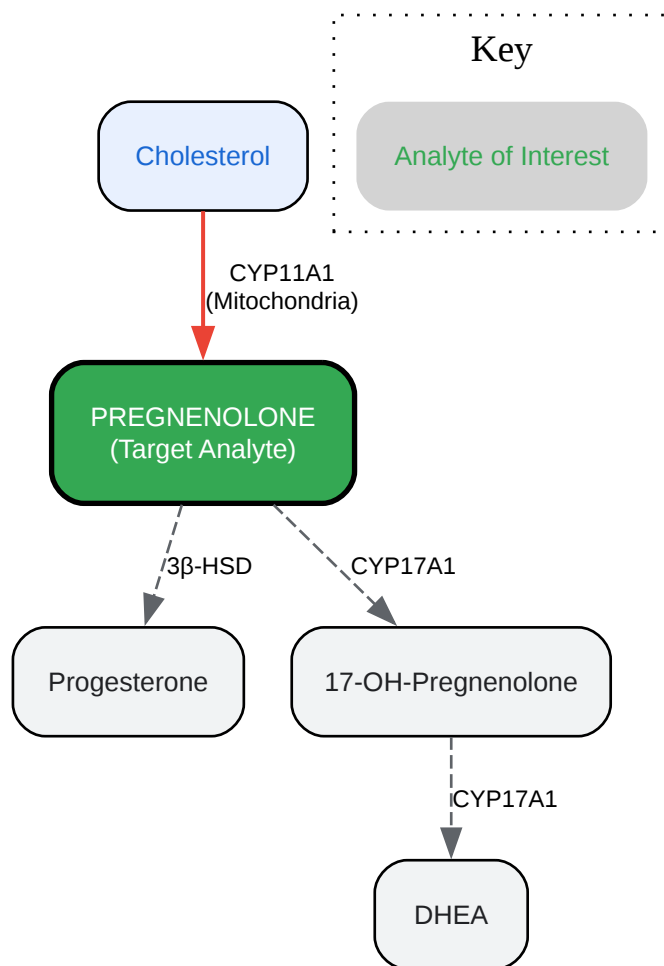 Key
Cholesterol
Analyte of Interest
CYP11A1
(Mitochondria)
PREGNENOLONE
(Target Analyte)
3β-HSD
CYP17A1
Progesterone
17-OH-Pregnenolone
CYP17A1
DHEA